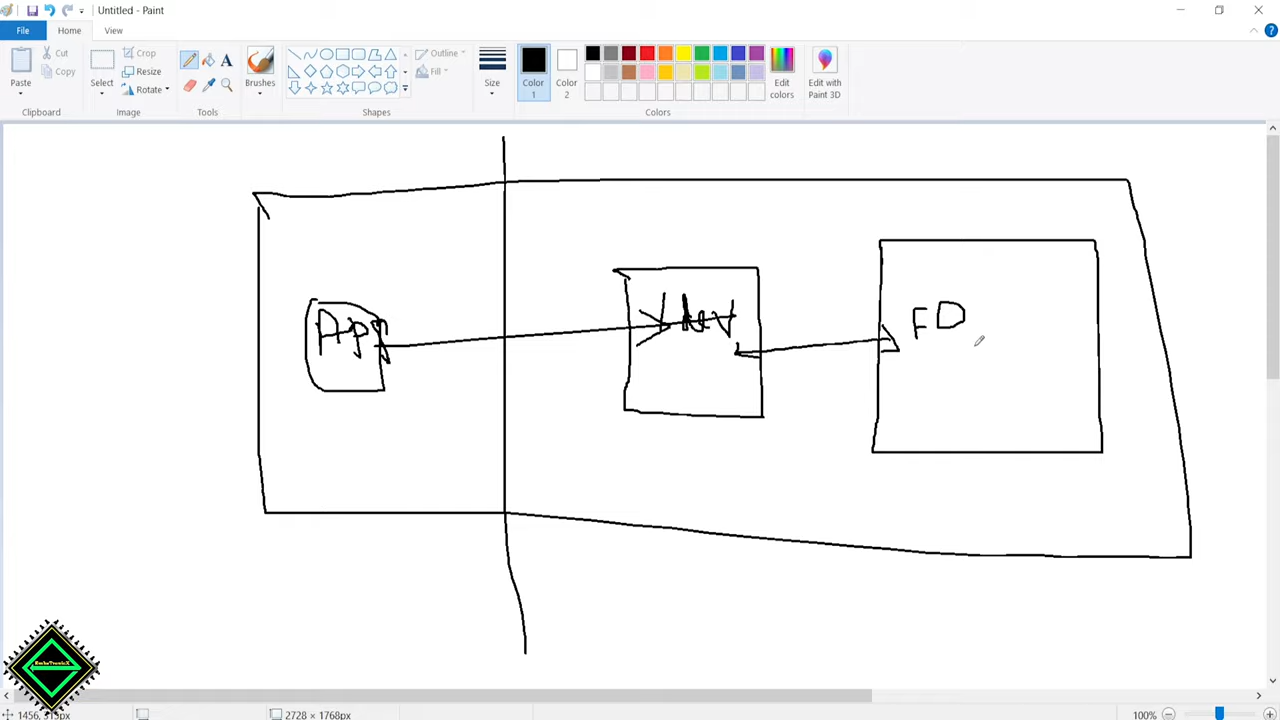 Untitled - Paint
File
Home
View
Paste
Cut
Copy
Clipboard
Select
Crop
Resize
Rotate
Image
Tools
Brushes
Shapes
Outline
Fill
Size
Color 1
Color 2
Edit colors
Edit with Paint 3D
Colors
App
FD
EmbeTronicX
2728 × 1768px
100%